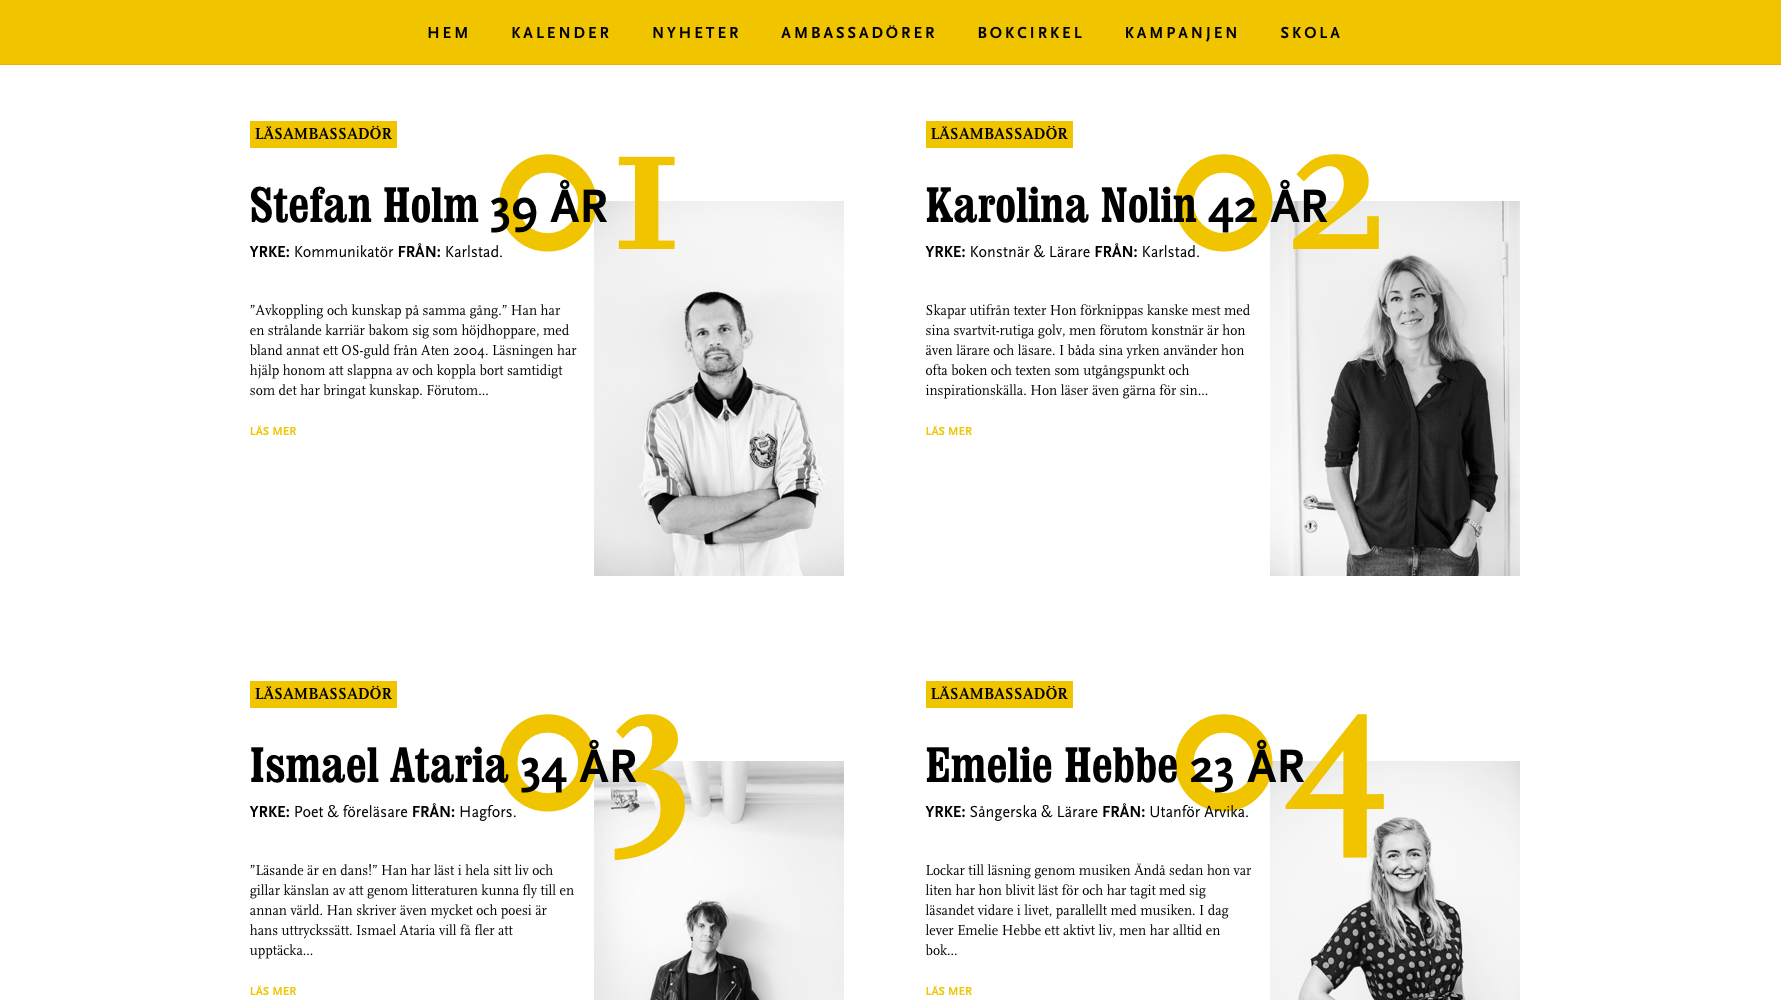 HEM KALENDER NYHETER AMBASSADÖRER BOKCIRKEL KAMPANJEN SKOLA
LÄSAMBASSADÖR
01
Stefan Holm 39 ÅR
YRKE: Kommunikatör FRÅN: Karlstad.
”Avkoppling och kunskap på samma gång.” Han har
en strålande karriär bakom sig som höjdhoppare, med
bland annat ett OS-guld från Aten 2004. Läsningen har
hjälp honom att slappna av och koppla bort samtidigt
som det har bringat kunskap. Förutom...
LÄS MER
LÄSAMBASSADÖR
02
Karolina Nolin 42 ÅR
YRKE: Konstnär & Lärare FRÅN: Karlstad.
Skapar utifrån texter Hon förknippas kanske mest med
sina svartvit-rutiga golv, men förutom konstnär är hon
även lärare och läsare. I båda sina yrken använder hon
ofta boken och texten som utgångspunkt och
inspirationskälla. Hon läser även gärna för sin...
LÄS MER
LÄSAMBASSADÖR
03
Ismael Ataria 34 ÅR
YRKE: Poet & föreläsare FRÅN: Hagfors.
”Läsande är en dans!” Han har läst i hela sitt liv och
gillar känslan av att genom litteraturen kunna fly till en
annan värld. Han skriver även mycket och poesi är
hans uttryckssätt. Ismael Ataria vill få fler att
upptäcka...
LÄS MER
LÄSAMBASSADÖR
04
Emelie Hebbe 23 ÅR
YRKE: Sångerska & Lärare FRÅN: Utanför Arvika.
Lockar till läsning genom musiken Ändå sedan hon var
liten har hon blivit läst för och har tagit med sig
läsandet vidare i livet, parallellt med musiken. I dag
lever Emelie Hebbe ett aktivt liv, men har alltid en
bok...
LÄS MER